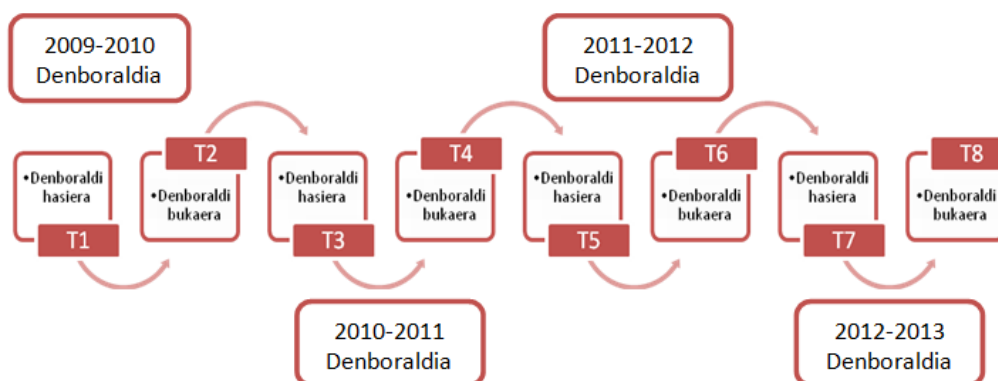 2009-2010
Denboraldia
2011-2012
Denboraldia
•Denboraldi
hasiera
T1
T2
•Denboraldi
bukaera
•Denboraldi
hasiera
T3
T4
•Denboraldi
bukaera
•Denboraldi
hasiera
T5
T6
•Denboraldi
bukaera
•Denboraldi
hasiera
T7
T8
•Denboraldi
bukaera
2010-2011
Denboraldia
2012-2013
Denboraldia